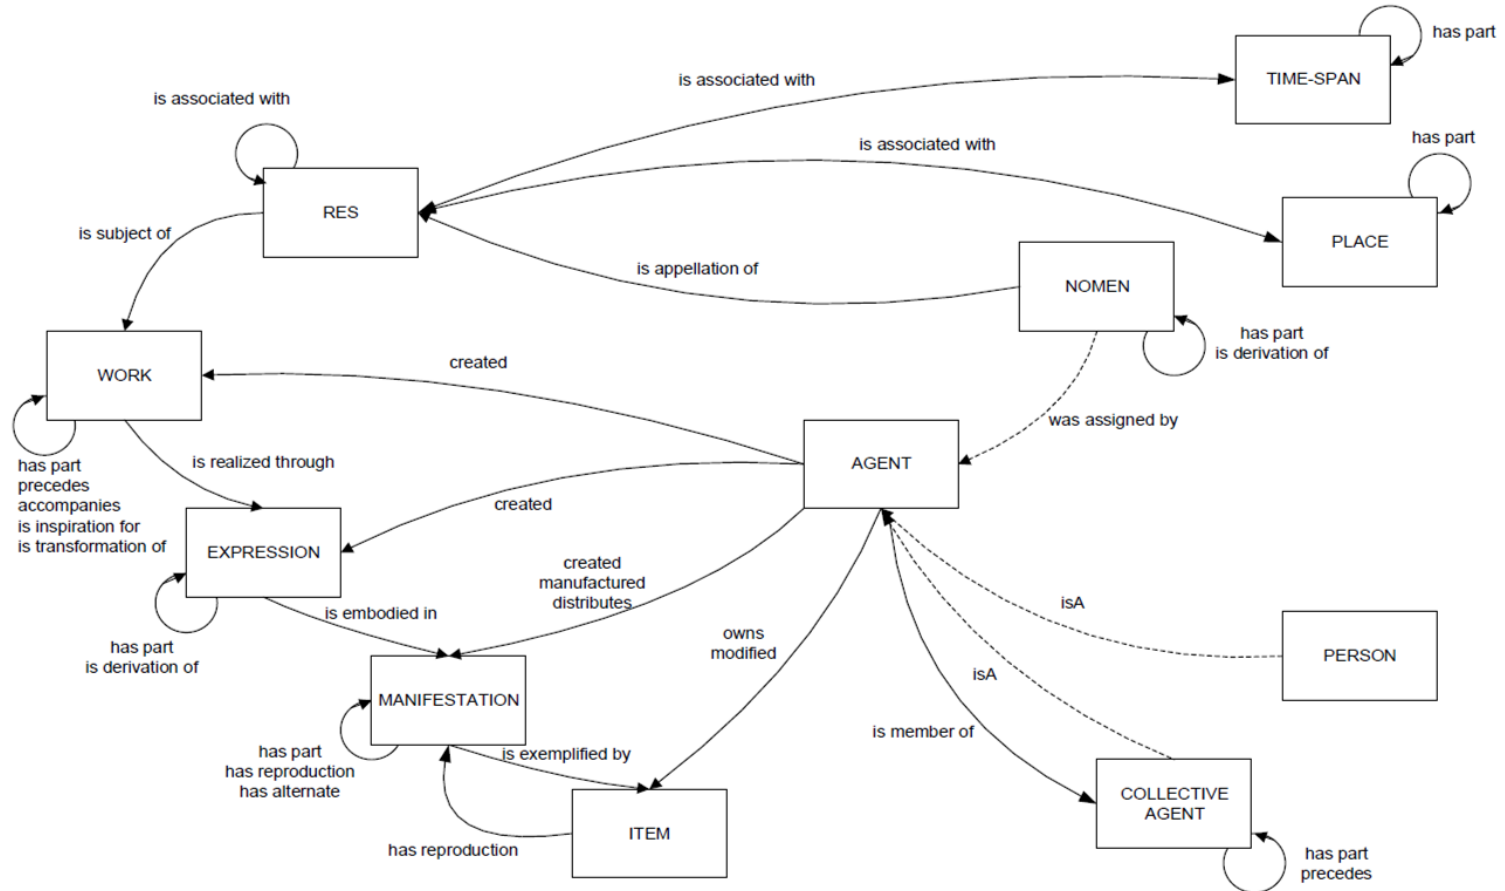 has part
TIME-SPAN
is associated with
is associated with
has part
is associated with
RES
PLACE
is subject of
is appellation of
NOMEN
has part
is derivation of
WORK
created
was assigned by
AGENT
has part
precedes
accompanies
is inspiration for
is transformation of
is realized through
created
EXPRESSION
created
manufactured
distributes
isA
is embodied in
has part
is derivation of
owns
modified
PERSON
isA
MANIFESTATION
is member of
is exemplified by
has part
has reproduction
has alternate
COLLECTIVE
AGENT
ITEM
has reproduction
has part
precedes